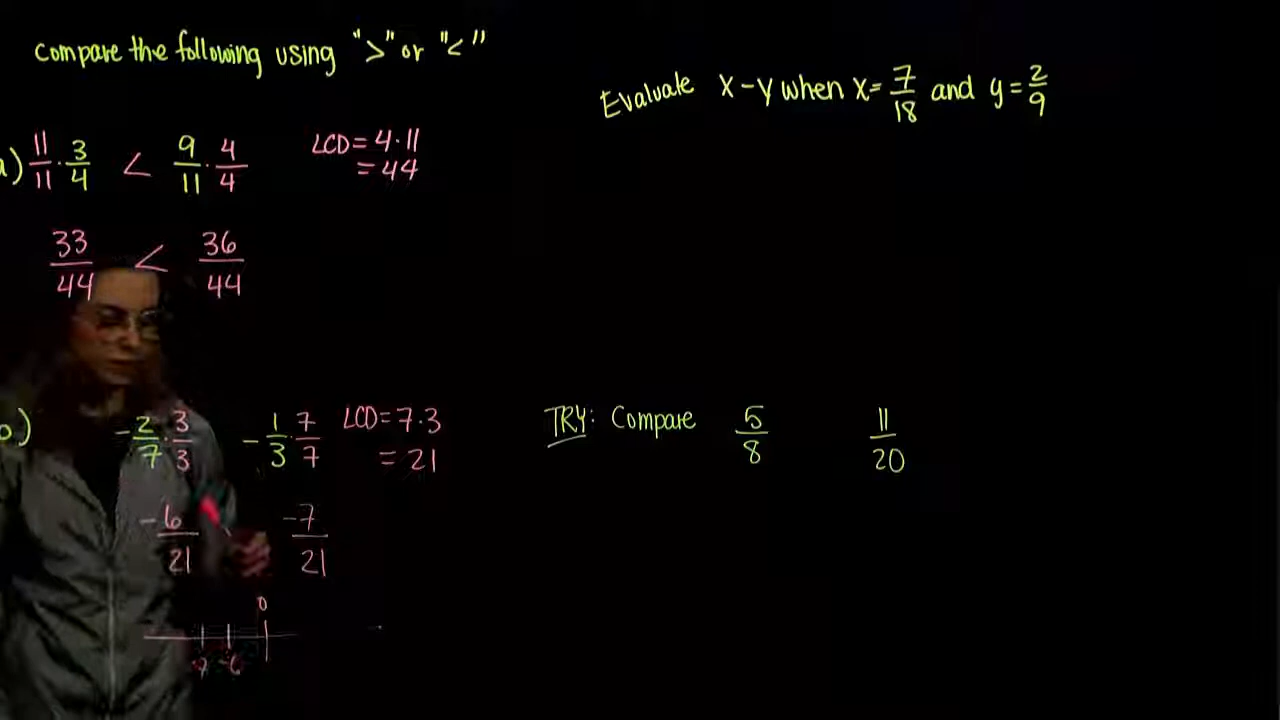 Compare the following using ">" or "<"
a) 11/11 · 3/4 < 9/11 · 4/4 LCD = 4·11
= 44
33/44 < 36/44
b) -2/7 · 3/3 -1/3 · 7/7 LCD = 7·3
= 21
-6/21 -7/21
0
-7 -6
Evaluate x - y when x = 7/18 and y = 2/9
TRY: Compare 5/8 11/20